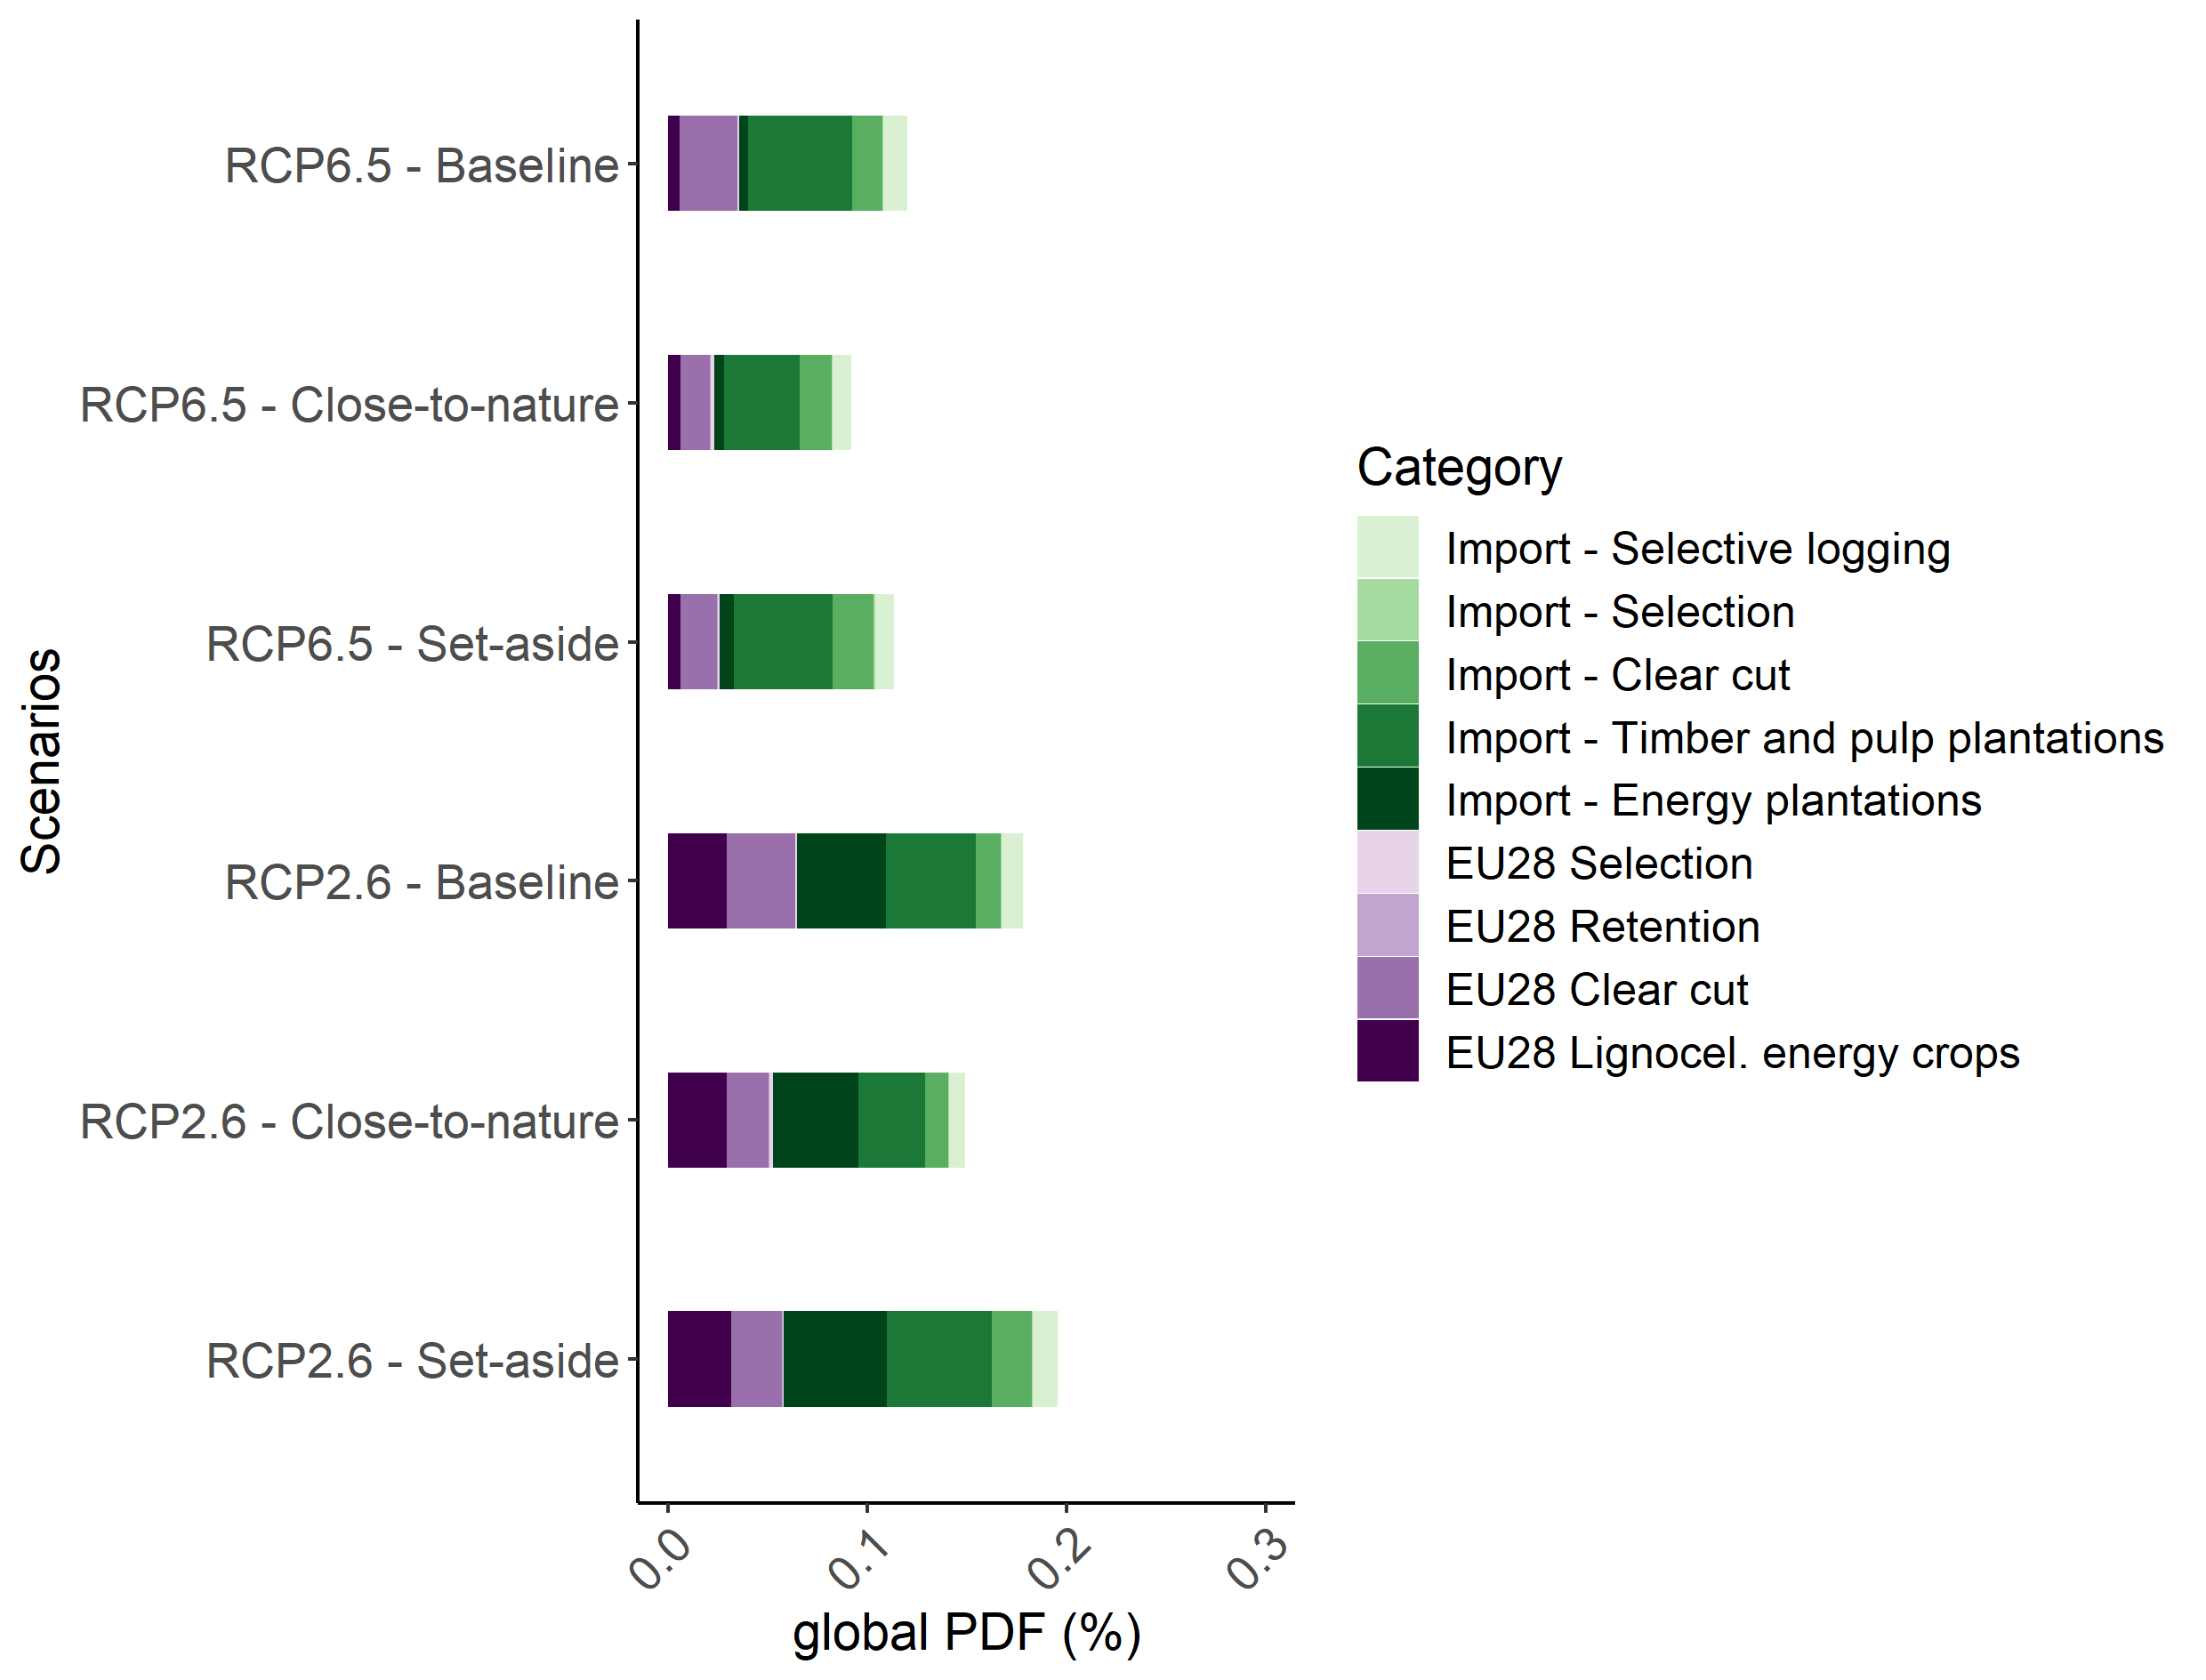 Scenarios
RCP6.5 - Baseline
RCP6.5 - Close-to-nature
RCP6.5 - Set-aside
RCP2.6 - Baseline
RCP2.6 - Close-to-nature
RCP2.6 - Set-aside
0.0
0.1
0.2
0.3
global PDF (%)
Category
Import - Selective logging
Import - Selection
Import - Clear cut
Import - Timber and pulp plantations
Import - Energy plantations
EU28 Selection
EU28 Retention
EU28 Clear cut
EU28 Lignocel. energy crops